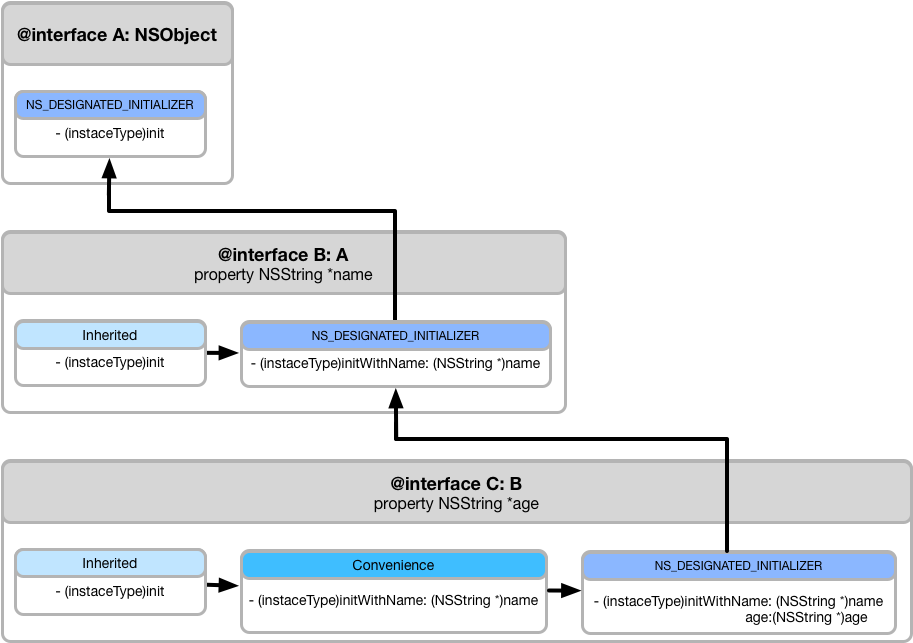 @interface A: NSObject
NS_DESIGNATED_INITIALIZER
- (instaceType)init
@interface B: A
property NSString *name
Inherited
- (instaceType)init
NS_DESIGNATED_INITIALIZER
- (instaceType)initWithName: (NSString *)name
@interface C: B
property NSString *age
Inherited
- (instaceType)init
Convenience
- (instaceType)initWithName: (NSString *)name
NS_DESIGNATED_INITIALIZER
- (instaceType)initWithName: (NSString *)name
age:(NSString *)age